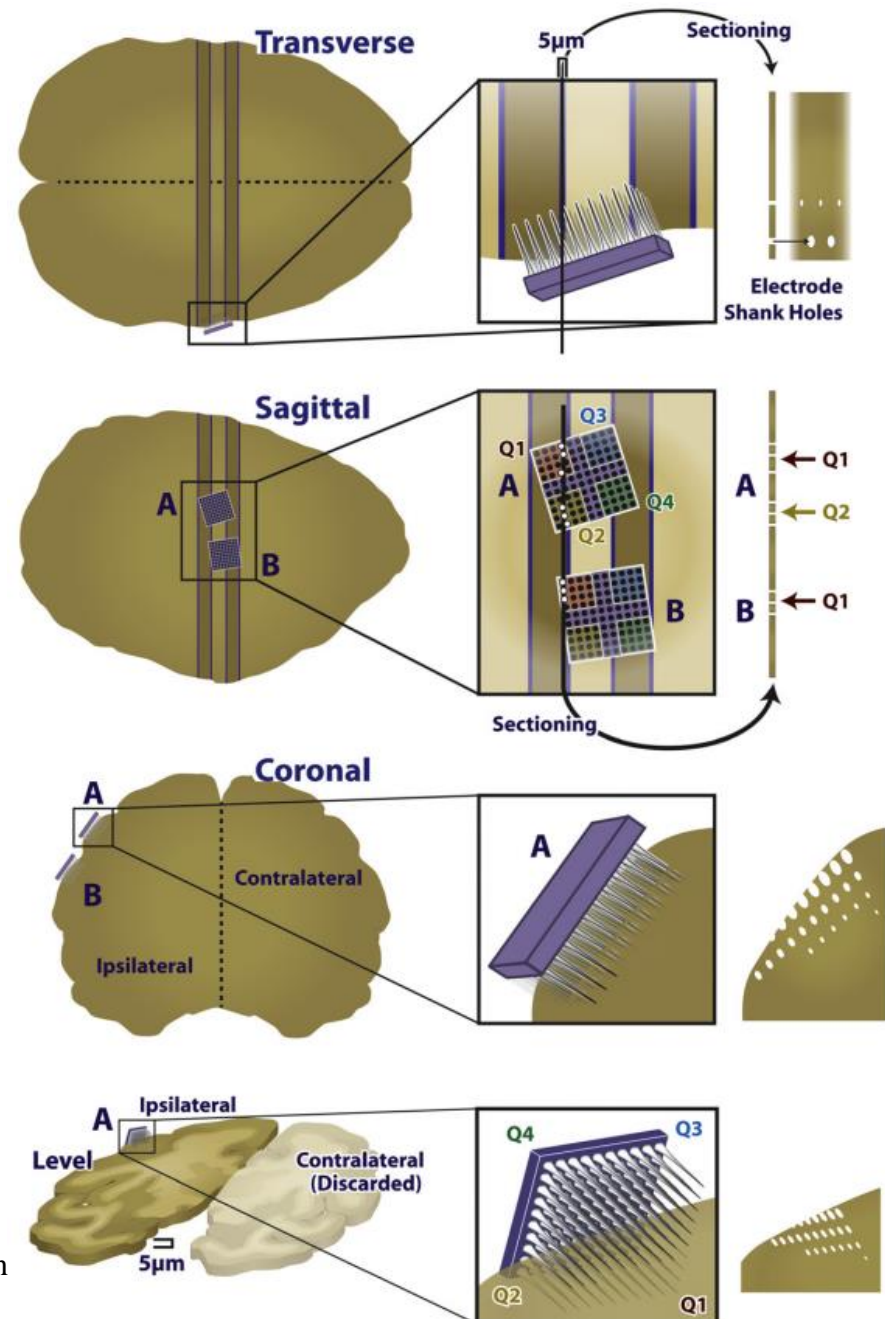 Transverse
5µm
Sectioning
Electrode
Shank Holes
Sagittal
A
B
Q1
Q3
A
Q4
Q2
B
Sectioning
Q1
A
Q2
B
Q1
Coronal
A
B
Contralateral
Ipsilateral
A
A
Ipsilateral
Level
Contralateral
(Discarded)
5µm
Q4
Q3
Q2
Q1